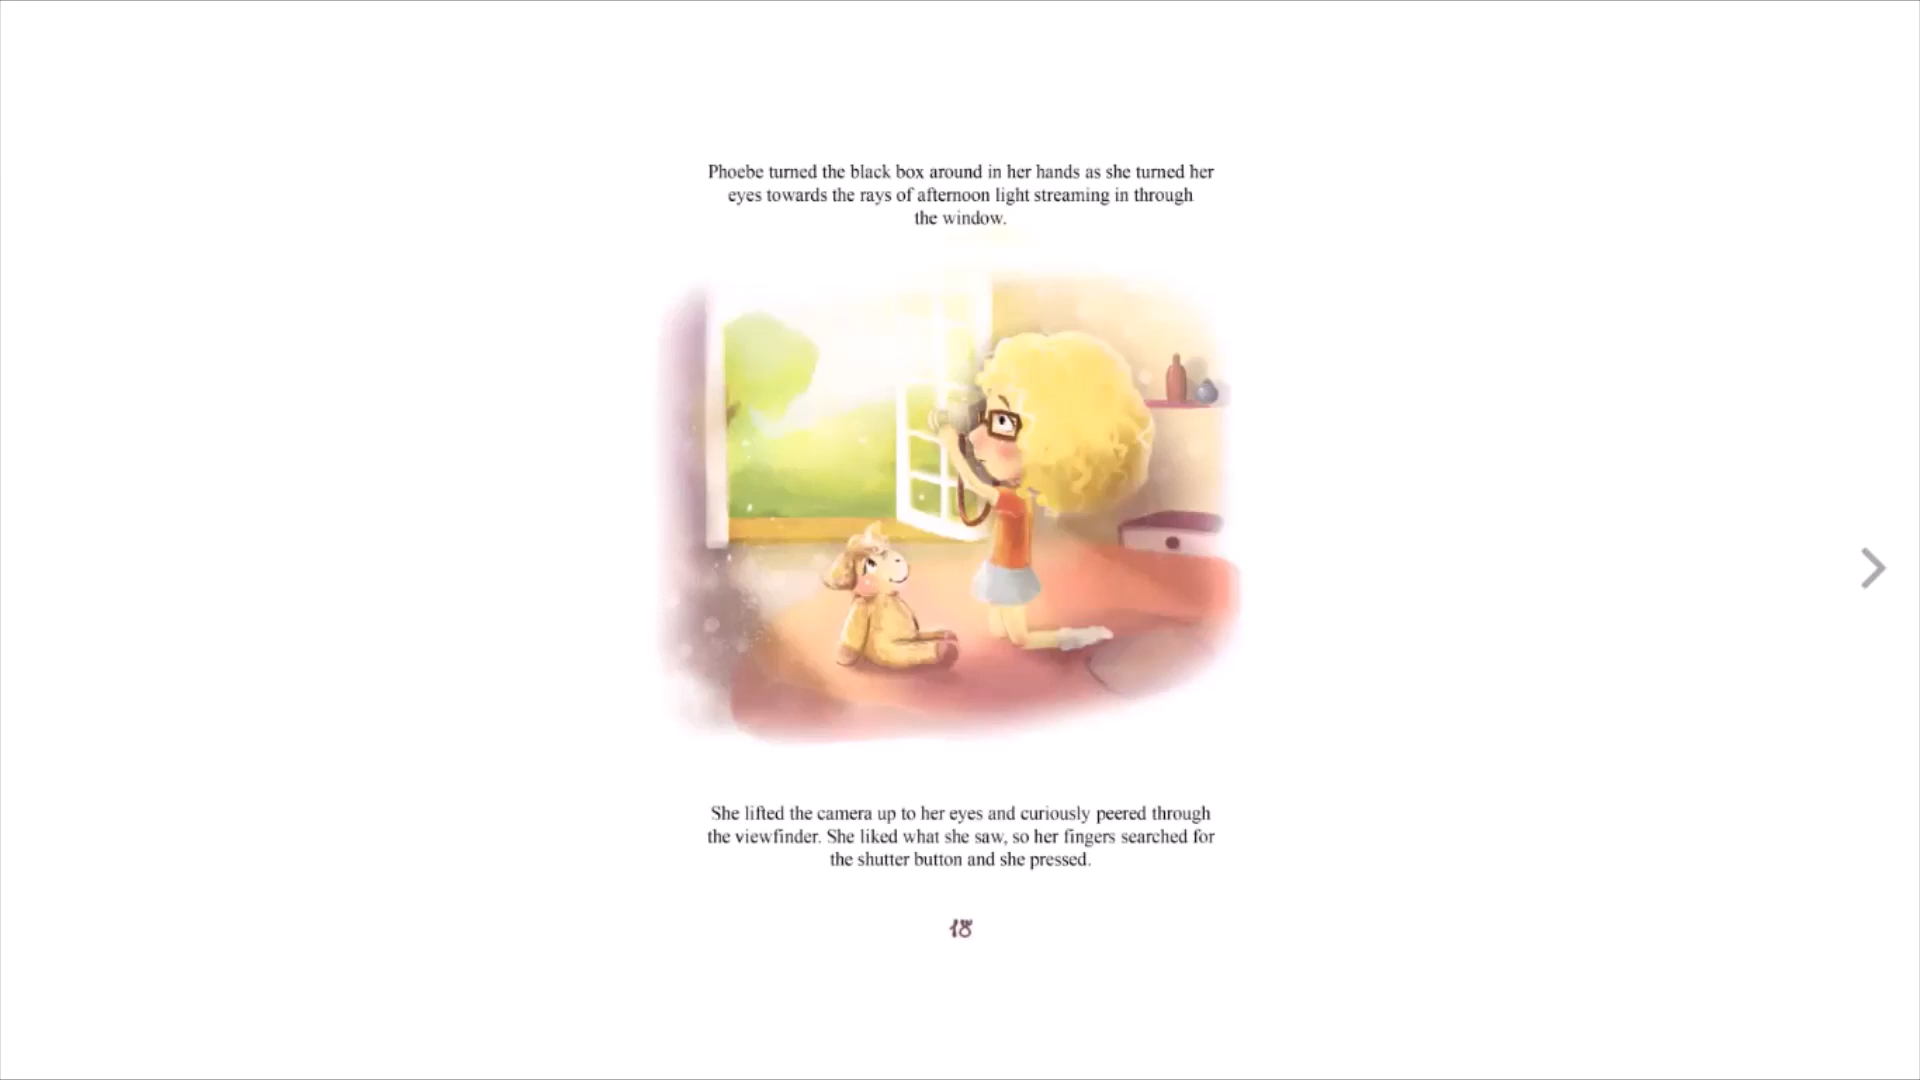 Phoebe turned the black box around in her hands as she turned her
eyes towards the rays of afternoon light streaming in through
the window.
She lifted the camera up to her eyes and curiously peered through
the viewfinder. She liked what she saw, so her fingers searched for
the shutter button and she pressed.
18